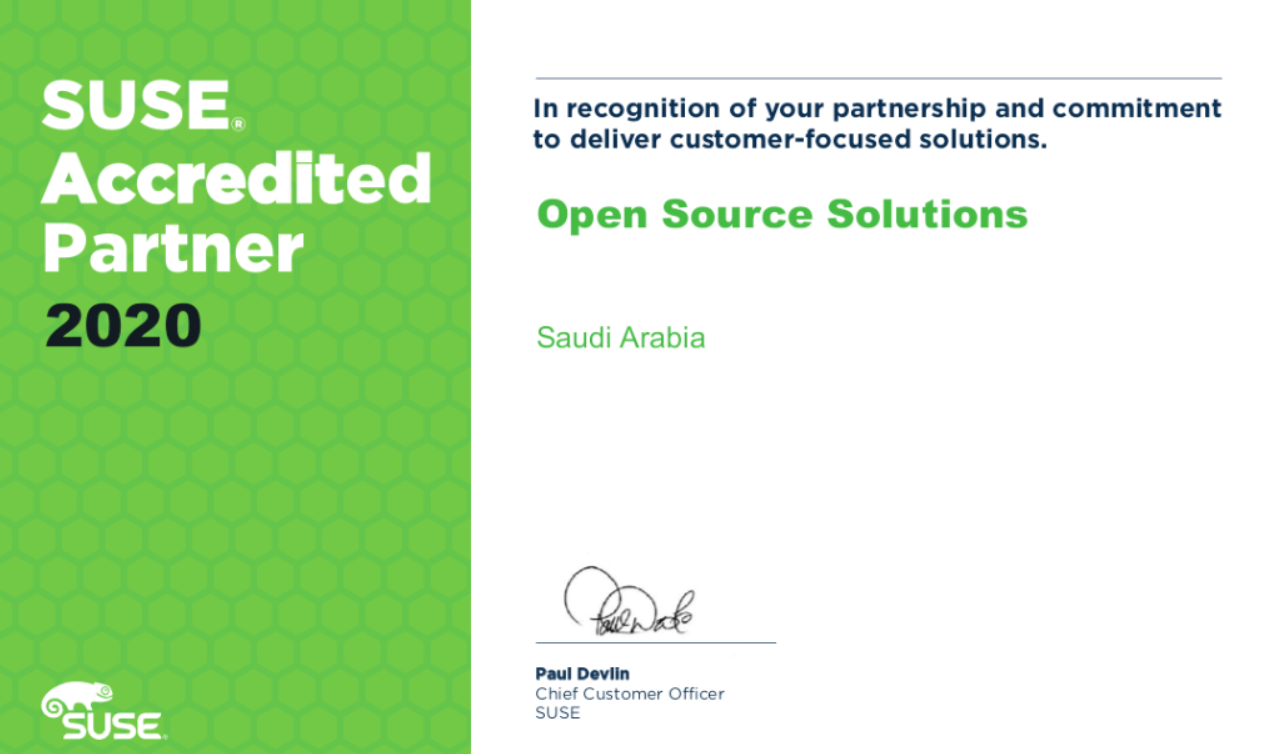 SUSE®
Accredited
Partner
2020
In recognition of your partnership and commitment
to deliver customer-focused solutions.
Open Source Solutions
Saudi Arabia
Paul Devlin
Chief Customer Officer
SUSE
SUSE